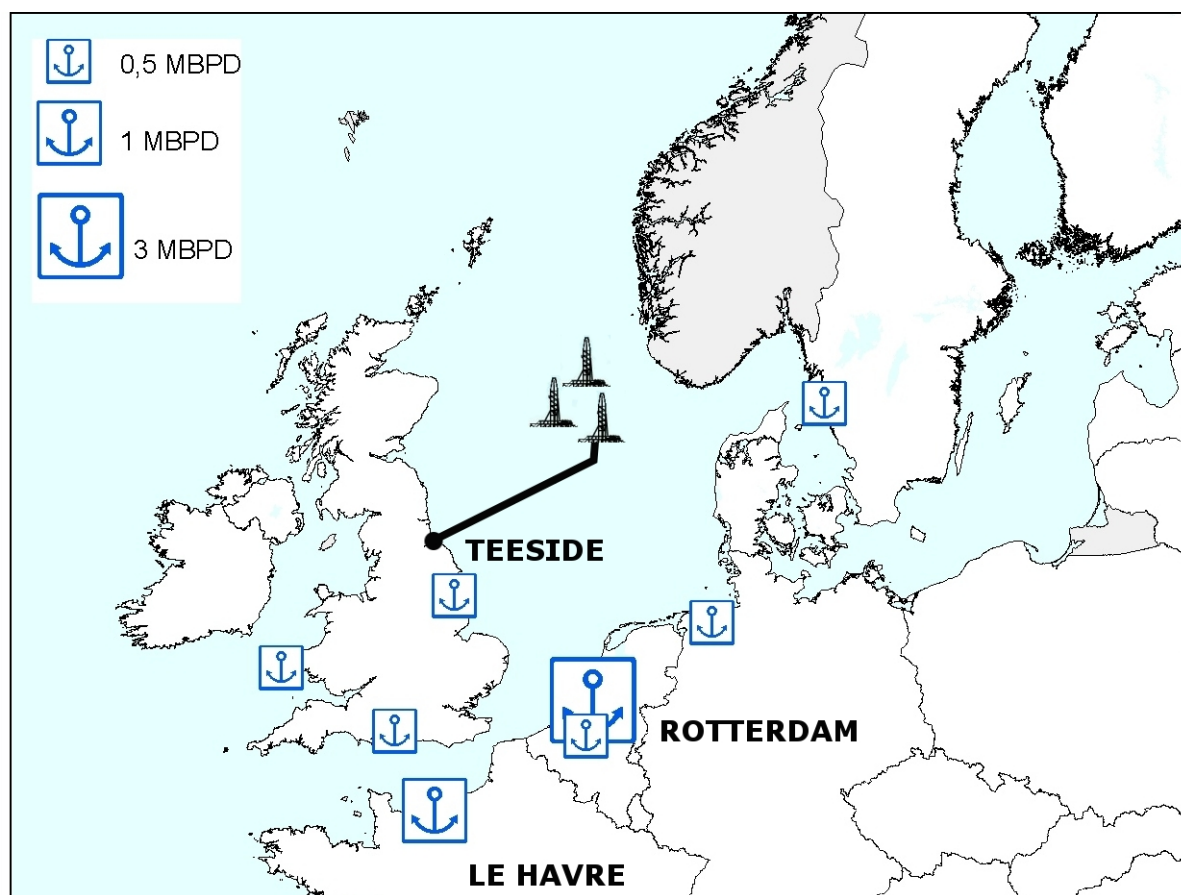 0,5 MBPD
1 MBPD
3 MBPD
TEESIDE
ROTTERDAM
LE HAVRE